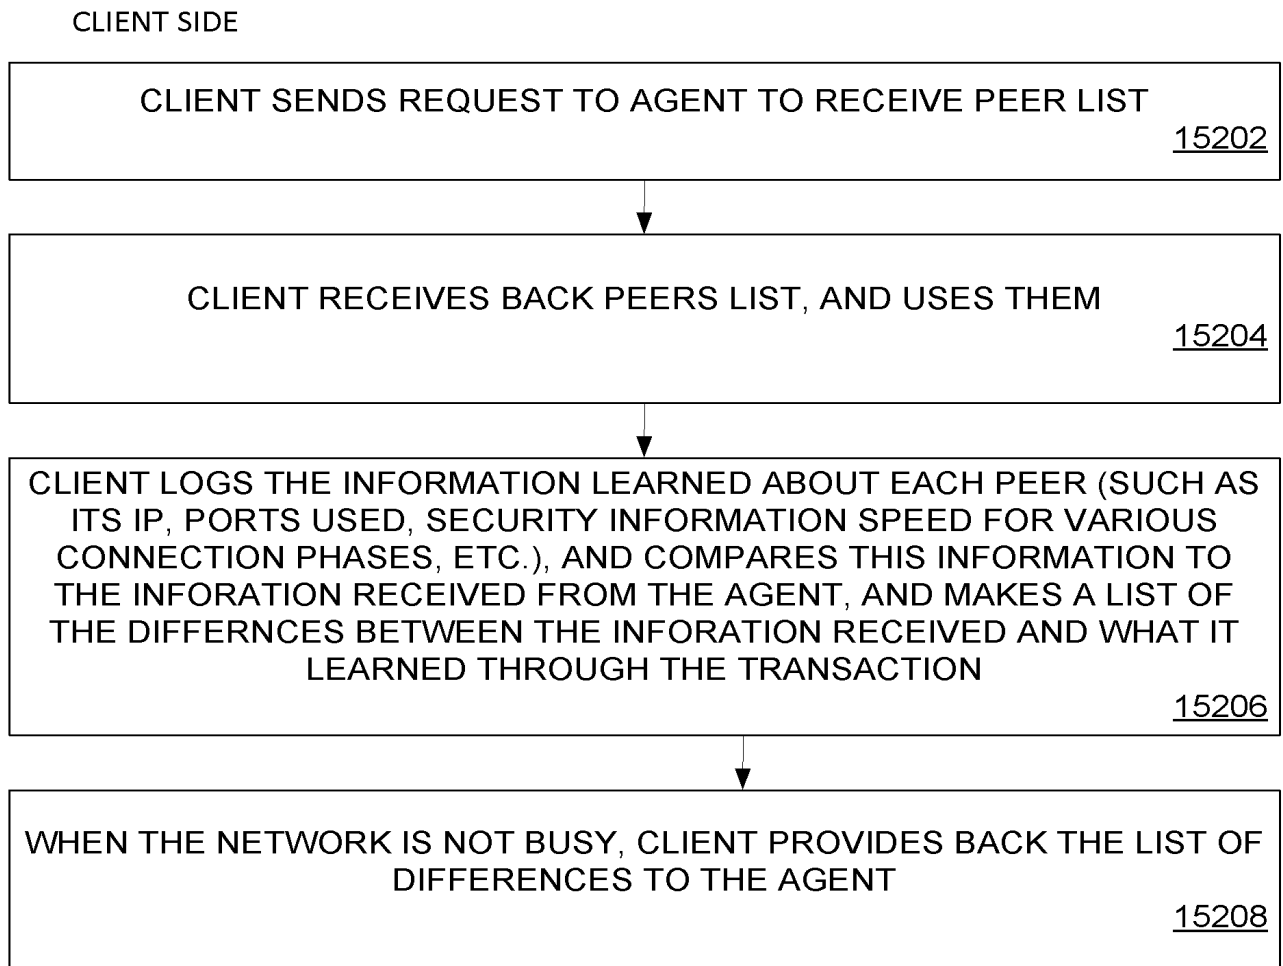 CLIENT SIDE
CLIENT SENDS REQUEST TO AGENT TO RECEIVE PEER LIST
15202
CLIENT RECEIVES BACK PEERS LIST, AND USES THEM
15204
CLIENT LOGS THE INFORMATION LEARNED ABOUT EACH PEER (SUCH AS
ITS IP, PORTS USED, SECURITY INFORMATION SPEED FOR VARIOUS
CONNECTION PHASES, ETC.), AND COMPARES THIS INFORMATION TO
THE INFORATION RECEIVED FROM THE AGENT, AND MAKES A LIST OF
THE DIFFERNCES BETWEEN THE INFORATION RECEIVED AND WHAT IT
LEARNED THROUGH THE TRANSACTION
15206
WHEN THE NETWORK IS NOT BUSY, CLIENT PROVIDES BACK THE LIST OF
DIFFERENCES TO THE AGENT
15208